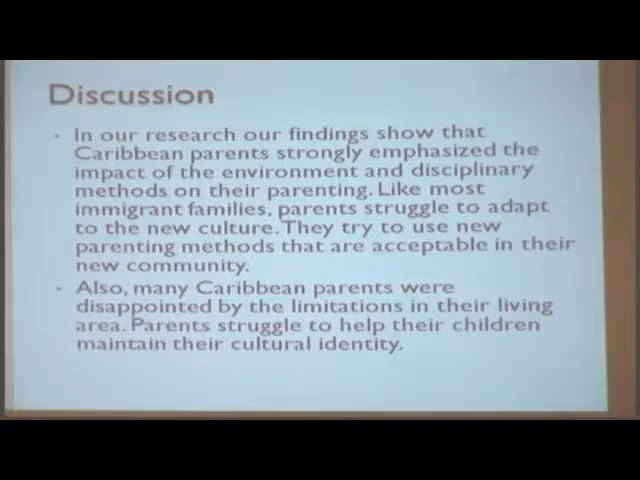 Discussion
• In our research our findings show that
Caribbean parents strongly emphasized the
impact of the environment and disciplinary
methods on their parenting. Like most
immigrant families, parents struggle to adapt
to the new culture. They try to use new
parenting methods that are acceptable in their
new community.
• Also, many Caribbean parents were
disappointed by the limitations in their living
area. Parents struggle to help their children
maintain their cultural identity.